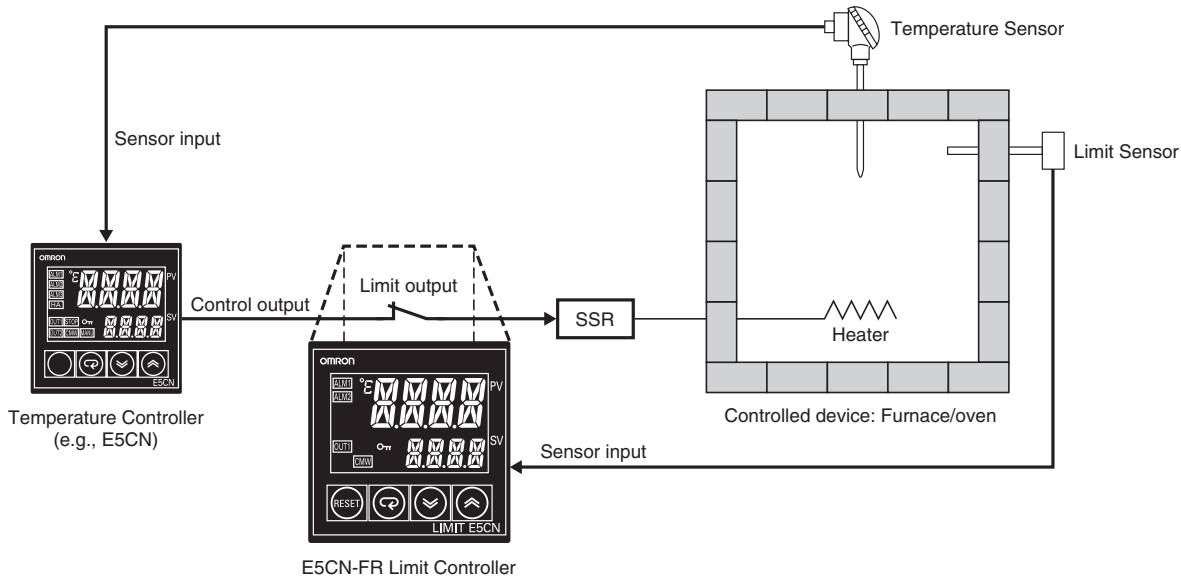 Temperature Sensor
Sensor input
Limit Sensor
OMRON
ALM1
ALM2
ALM3
HA
PV
SV
OUT1 STOP
OUT2 CMW MANU
E5CN
Temperature Controller
(e.g., E5CN)
Control output
Limit output
SSR
Heater
Controlled device: Furnace/oven
OMRON
ALM1
ALM2
PV
SV
OUT1
CMW
RESET
LIMIT E5CN
Sensor input
E5CN-FR Limit Controller